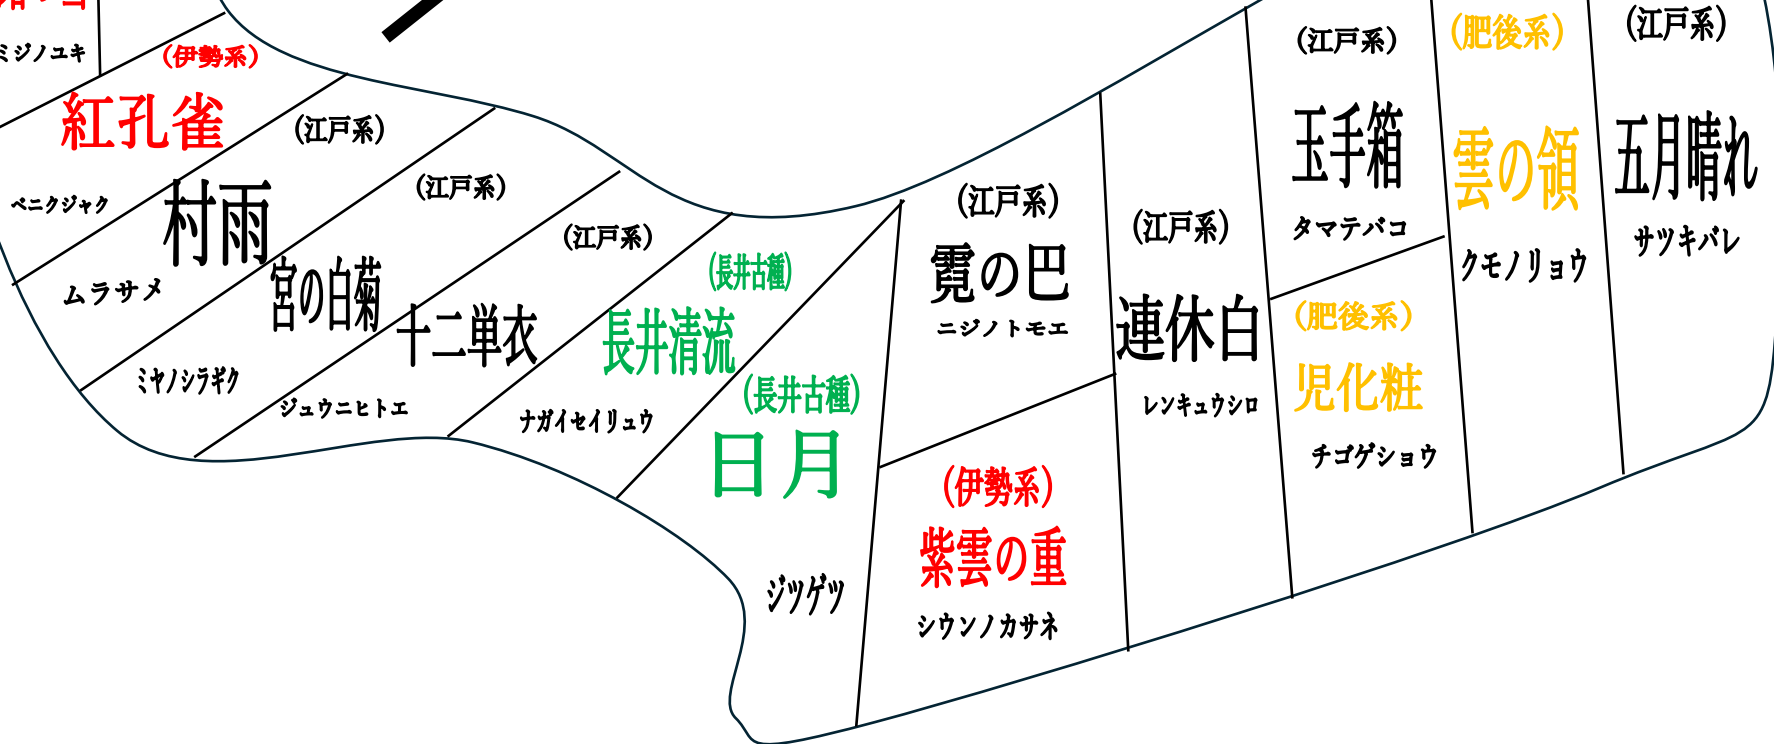 ミジノユキ
(伊勢系)
紅孔雀
ベニクジャク
(江戸系)
村雨
ムラサメ
(江戸系)
宮の白菊
ミヤノシラギク
(江戸系)
十二単衣
ジュウニヒトエ
(長井古種)
長井清流
ナガイセイリュウ
(長井古種)
日月
ジツゲツ
(江戸系)
霓の巴
ニジノトモエ
(伊勢系)
紫雲の重
シウンノカサネ
(江戸系)
連休白
レンキュウシロ
(江戸系)
玉手箱
タマテバコ
(肥後系)
児化粧
チゴゲショウ
(肥後系)
雲の領
クモノリョウ
(江戸系)
五月晴れ
サツキバレ